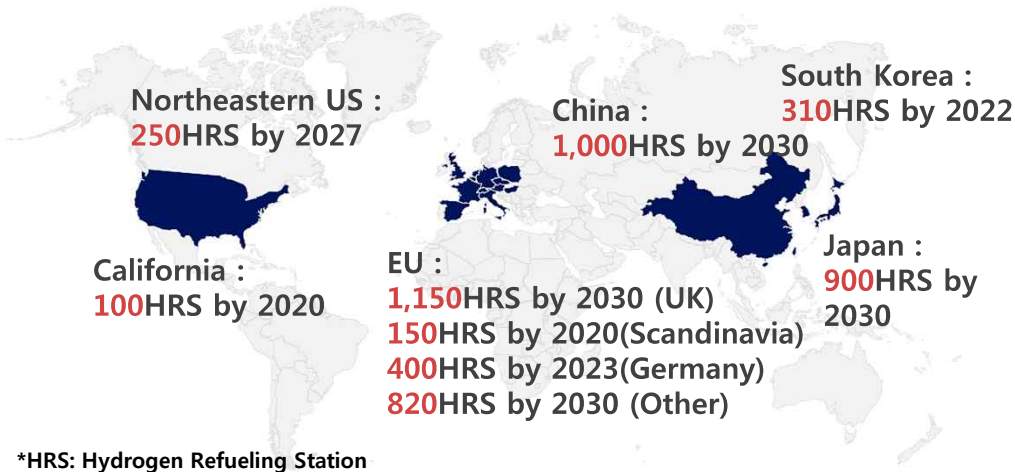 Northeastern US :
250HRS by 2027
China :
1,000HRS by 2030
South Korea :
310HRS by 2022
California :
100HRS by 2020
EU :
1,150HRS by 2030 (UK)
150HRS by 2020(Scandinavia)
400HRS by 2023(Germany)
820HRS by 2030 (Other)
Japan :
900HRS by
2030
*HRS: Hydrogen Refueling Station